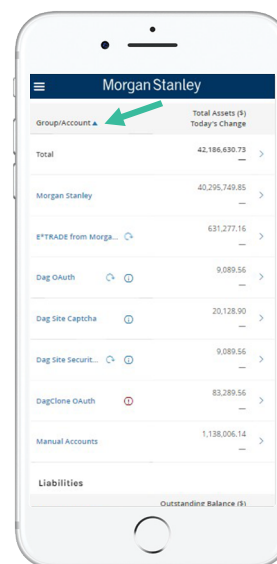 Morgan Stanley
Group/Account
Total Assets ($)
Today's Change
Total
42,186,630.73
—
Morgan Stanley
40,295,749.85
—
E*TRADE from Morga...
631,277.16
—
Dag OAuth
9,089.56
—
Dag Site Captcha
20,128.90
—
Dag Site Securit...
9,089.56
—
DagClone OAuth
83,289.56
—
Manual Accounts
1,138,006.14
—
Liabilities
Outstanding Balance ($)